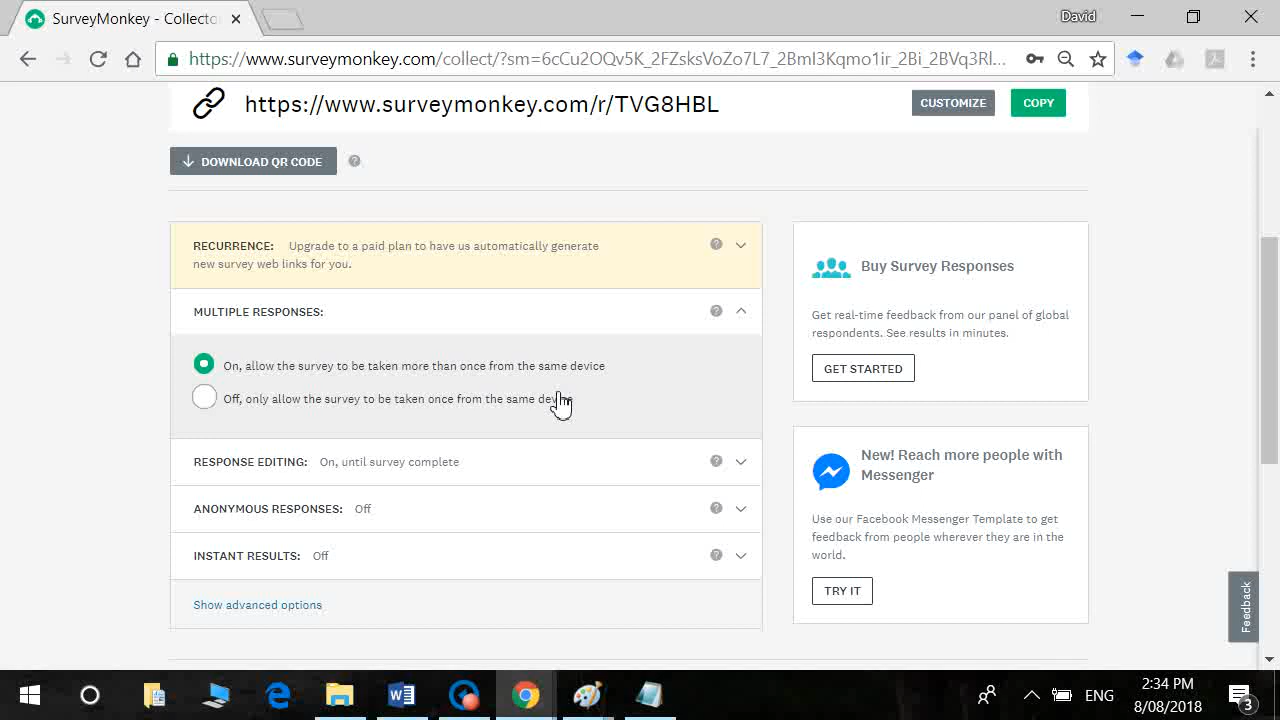 SurveyMonkey - Collector
David
https://www.surveymonkey.com/collect/?sm=6cCu2OQv5K_2FZsksVoZo7L7_2BmI3Kqmo1ir_2Bi_2BVq3Rl...
https://www.surveymonkey.com/r/TVG8HBL
CUSTOMIZE
COPY
DOWNLOAD QR CODE
RECURRENCE: Upgrade to a paid plan to have us automatically generate
new survey web links for you.
MULTIPLE RESPONSES:
On, allow the survey to be taken more than once from the same device
Off, only allow the survey to be taken once from the same device
RESPONSE EDITING: On, until survey complete
ANONYMOUS RESPONSES: Off
INSTANT RESULTS: Off
Show advanced options
Buy Survey Responses
Get real-time feedback from our panel of global
respondents. See results in minutes.
GET STARTED
New! Reach more people with
Messenger
Use our Facebook Messenger Template to get
feedback from people wherever they are in the
world.
TRY IT
Feedback
ENG
2:34 PM
8/08/2018
3